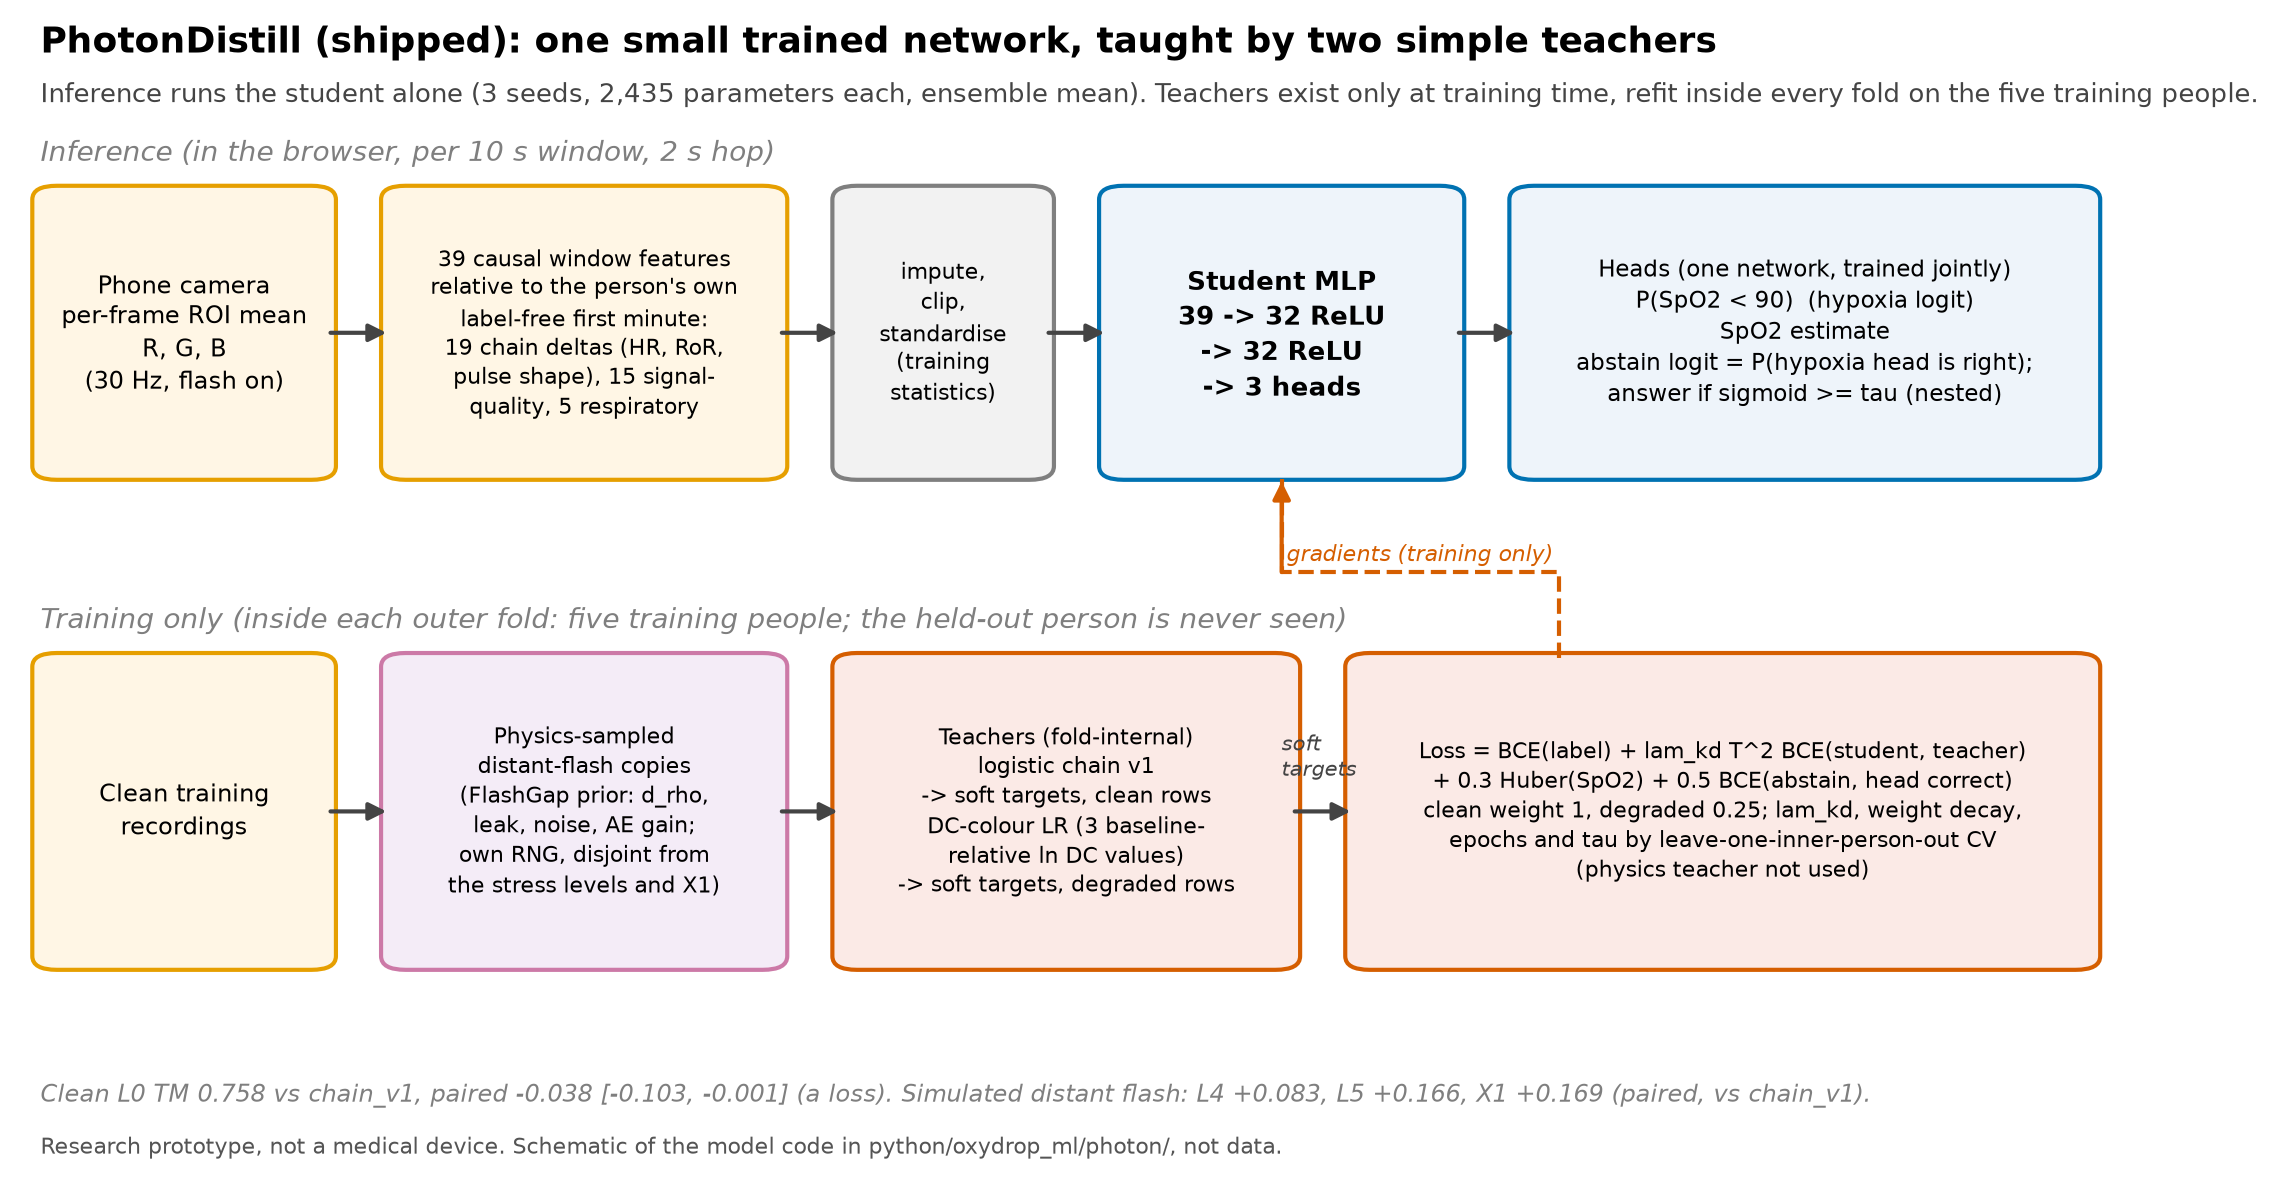 PhotonDistill (shipped): one small trained network, taught by two simple teachers
Inference runs the student alone (3 seeds, 2,435 parameters each, ensemble mean). Teachers exist only at training time, refit inside every fold on the five training people.
Inference (in the browser, per 10 s window, 2 s hop)
Phone camera
per-frame ROI mean
R, G, B
(30 Hz, flash on)
39 causal window features
relative to the person's own
label-free first minute:
19 chain deltas (HR, RoR,
pulse shape), 15 signal-
quality, 5 respiratory
impute,
clip,
standardise
(training
statistics)
Student MLP
39 -> 32 ReLU
-> 32 ReLU
-> 3 heads
Heads (one network, trained jointly)
P(SpO2 < 90)  (hypoxia logit)
SpO2 estimate
abstain logit = P(hypoxia head is right);
answer if sigmoid >= tau (nested)
gradients (training only)
Training only (inside each outer fold: five training people; the held-out person is never seen)
Clean training
recordings
Physics-sampled
distant-flash copies
(FlashGap prior: d_rho,
leak, noise, AE gain;
own RNG, disjoint from
the stress levels and X1)
Teachers (fold-internal)
logistic chain v1
-> soft targets, clean rows
DC-colour LR (3 baseline-
relative ln DC values)
-> soft targets, degraded rows
soft
targets
Loss = BCE(label) + lam_kd T^2 BCE(student, teacher)
+ 0.3 Huber(SpO2) + 0.5 BCE(abstain, head correct)
clean weight 1, degraded 0.25; lam_kd, weight decay,
epochs and tau by leave-one-inner-person-out CV
(physics teacher not used)
Clean L0 TM 0.758 vs chain_v1, paired -0.038 [-0.103, -0.001] (a loss). Simulated distant flash: L4 +0.083, L5 +0.166, X1 +0.169 (paired, vs chain_v1).
Research prototype, not a medical device. Schematic of the model code in python/oxydrop_ml/photon/, not data.